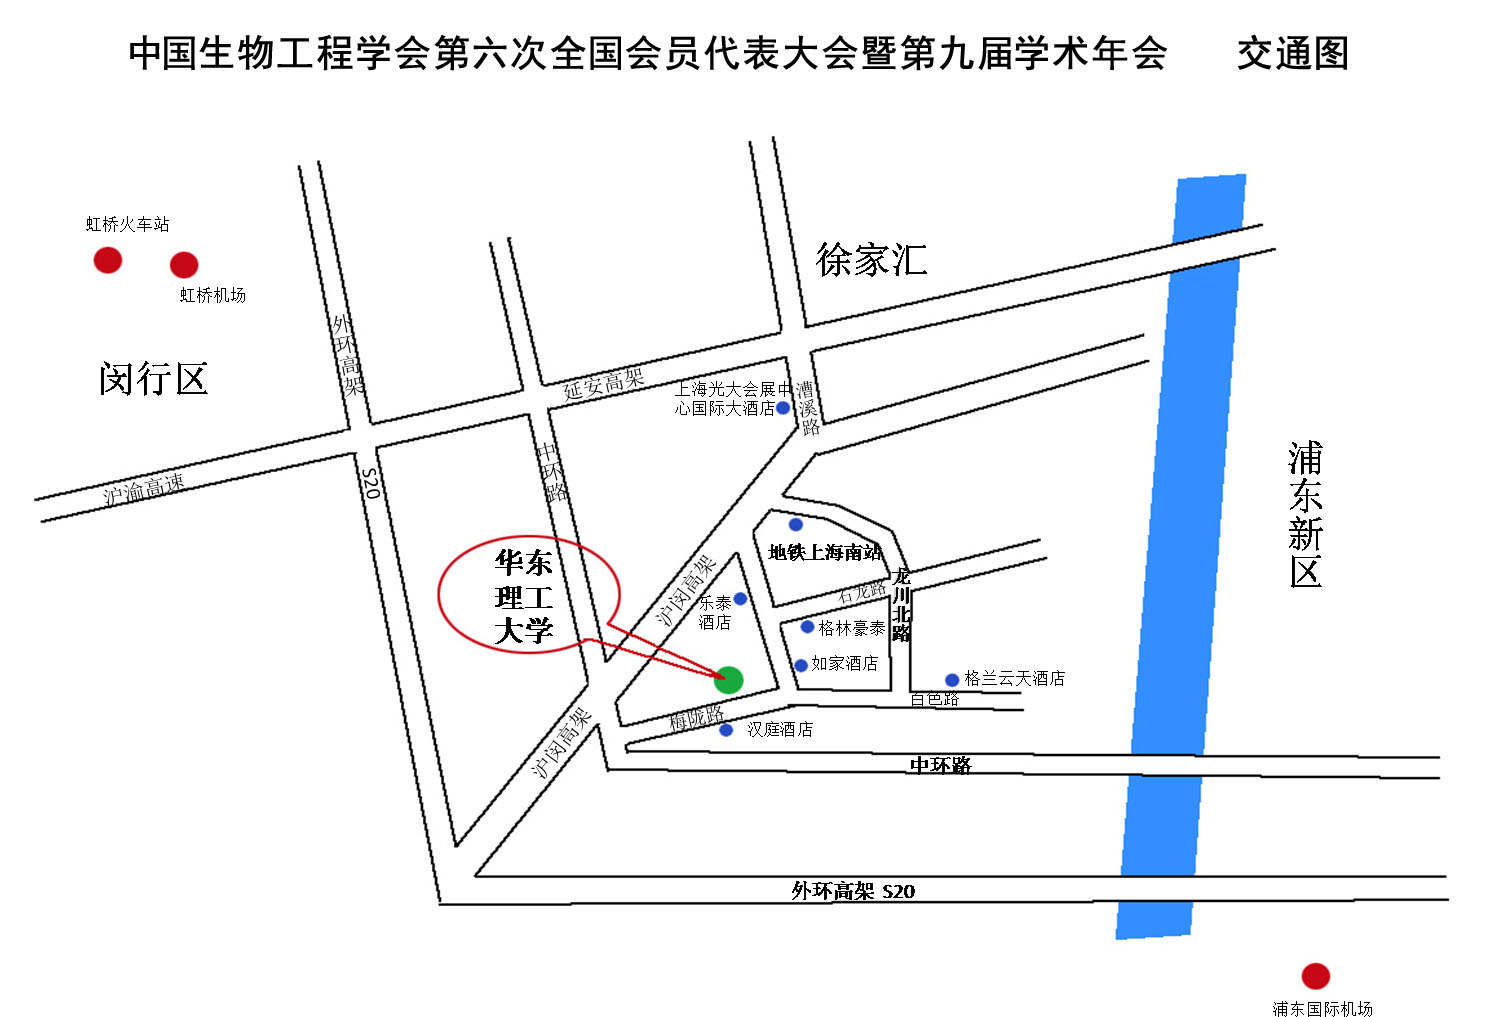 中国生物工程学会第六次全国会员代表大会暨第九届学术年会 交通图
虹桥火车站
虹桥机场
徐家汇
外环高架
闵行区
延安高架
上海光大会展中
心国际大酒店
漕溪路
沪渝高速
S20
中环路
浦东新区
华东
理工
大学
地铁上海南站
沪闵高架
龙川北路
石龙路
乐泰
酒店
格林豪泰
如家酒店
格兰云天酒店
百色路
梅陇路
汉庭酒店
沪闵高架
中环路
外环高架 S20
浦东国际机场